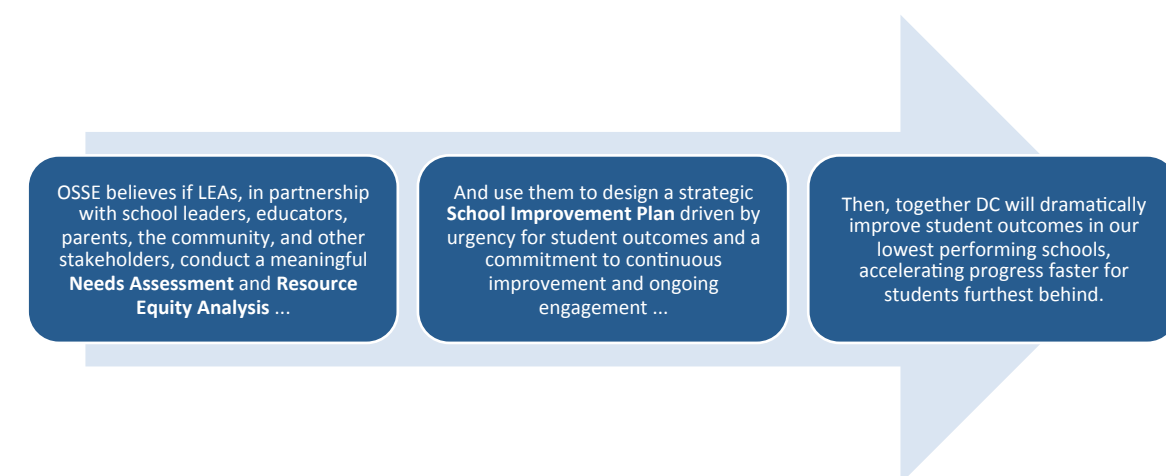 OSSE believes if LEAs, in partnership
with school leaders, educators,
parents, the community, and other
stakeholders, conduct a meaningful
Needs Assessment and Resource
Equity Analysis ...
And use them to design a strategic
School Improvement Plan driven by
urgency for student outcomes and a
commitment to continuous
improvement and ongoing
engagement ...
Then, together DC will dramatically
improve student outcomes in our
lowest performing schools,
accelerating progress faster for
students furthest behind.